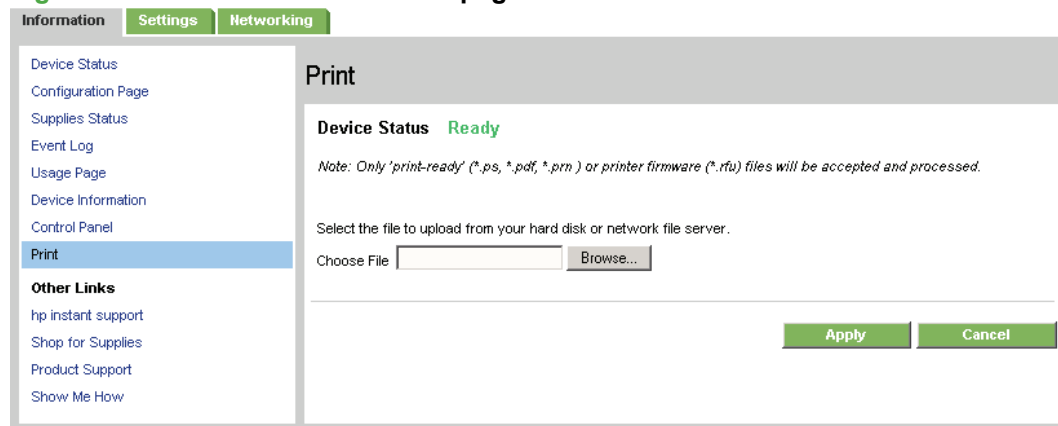 Information Settings Networking
Device Status
Configuration Page
Supplies Status
Event Log
Usage Page
Device Information
Control Panel
Print
Other Links
hp instant support
Shop for Supplies
Product Support
Show Me How
Print
Device Status Ready
Note: Only 'print-ready' (*.ps, *.pdf, *.prn ) or printer firmware (*.rfu) files will be accepted and processed.
Select the file to upload from your hard disk or network file server.
Choose File Browse...
Apply Cancel